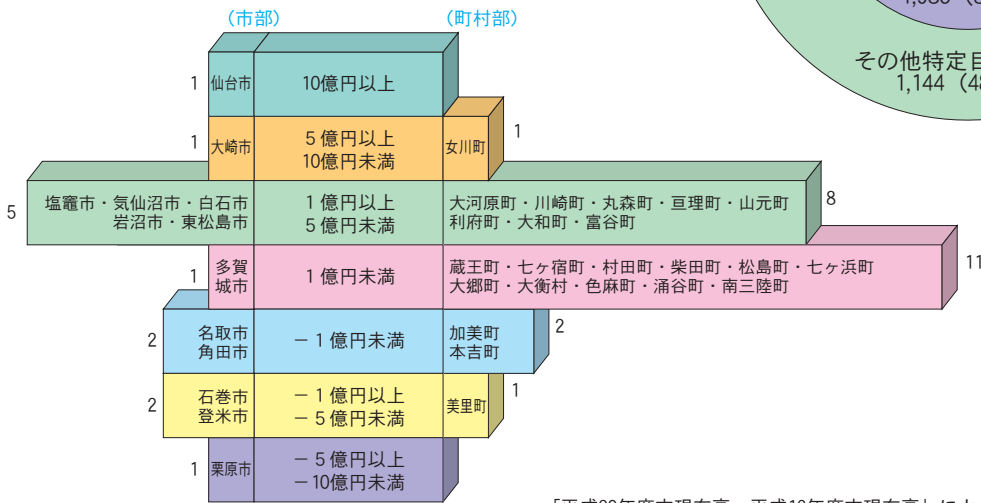 （市部）
（町村部）
1
仙台市
10億円以上
1
大崎市
5億円以上
10億円未満
女川町
1
5
塩竈市・気仙沼市・白石市
岩沼市・東松島市
1億円以上
5億円未満
大河原町・川崎町・丸森町・亘理町・山元町
利府町・大和町・富谷町
8
1
多賀
城市
1億円未満
蔵王町・七ヶ宿町・村田町・柴田町・松島町・七ヶ浜町
大郷町・大衡村・色麻町・涌谷町・南三陸町
11
2
名取市
角田市
－1億円未満
加美町
本吉町
2
2
石巻市
登米市
－1億円以上
－5億円未満
美里町
1
1
栗原市
－5億円以上
－10億円未満
その他特定目
1,144（48